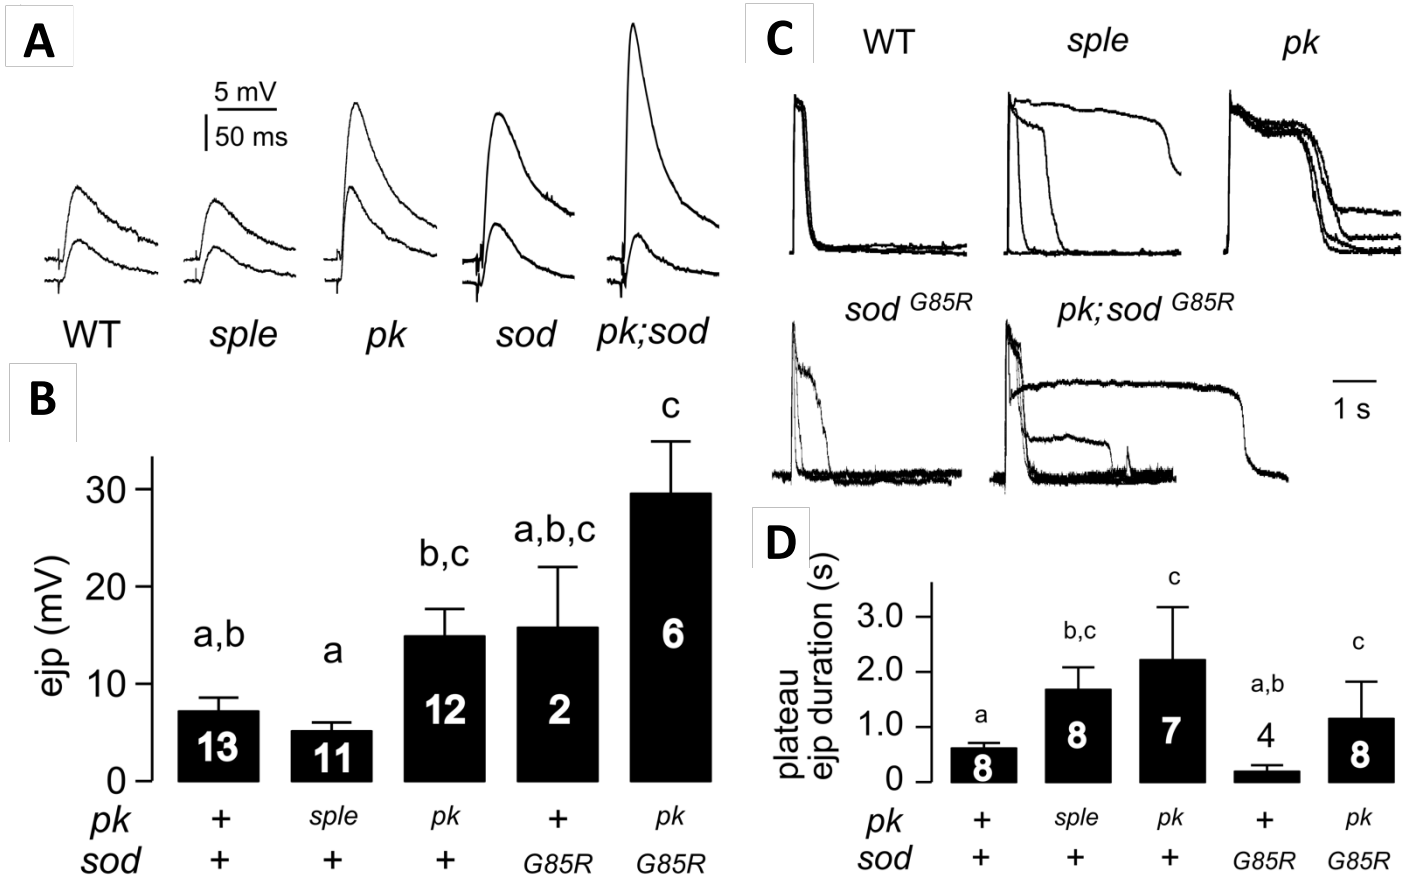 A
5 mV
50 ms
WT sple pk sod pk;sod
B
ejp (mV)
30
20
10
0
a,b a b,c a,b,c c
13 11 12 2 6
pk + sple pk + pk
sod + + + G85R G85R
C
WT sple pk
sod G85R pk;sod G85R
1 s
D
plateau
ejp duration (s)
3.0
2.0
1.0
0
a b,c c a,b c
8 8 7 4 8
pk + sple pk + pk
sod + + + G85R G85R